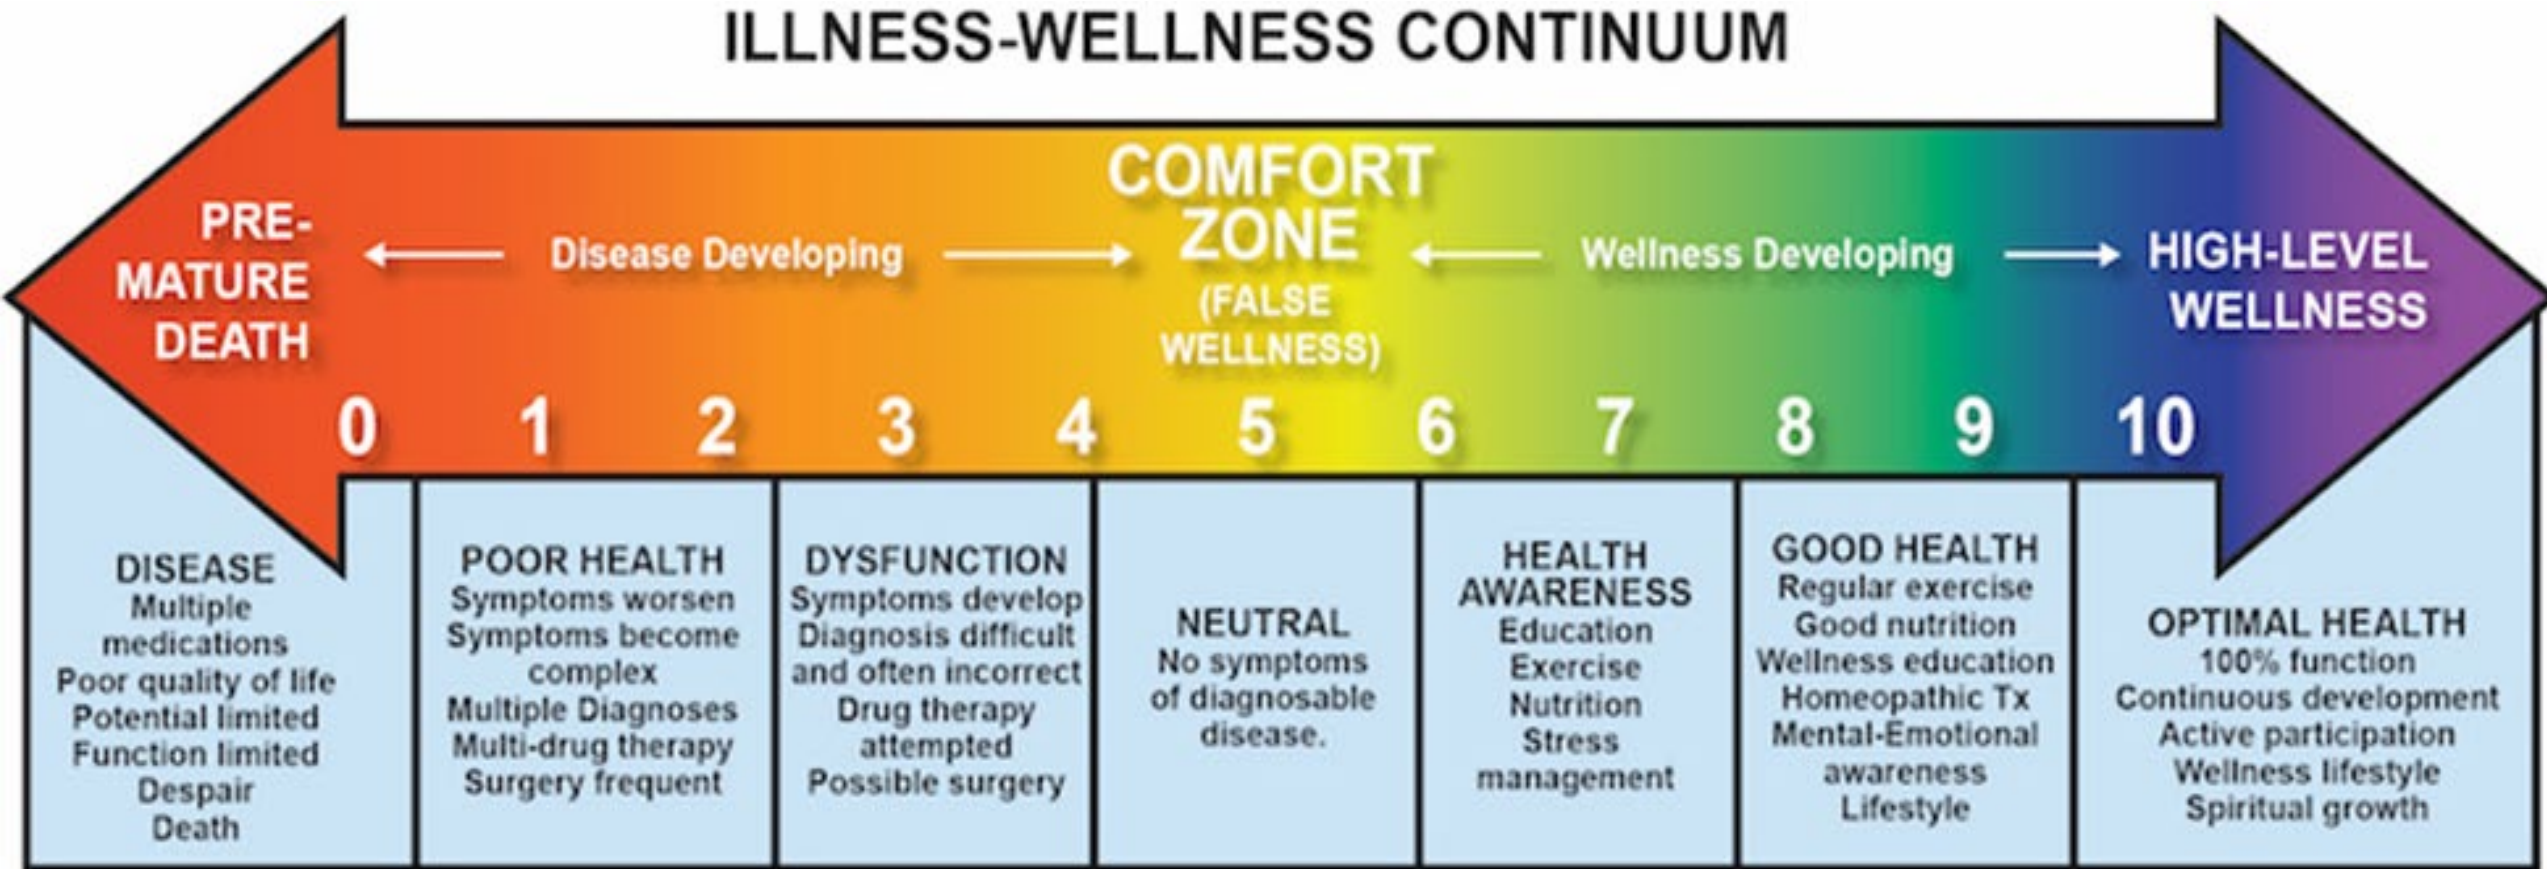 ILLNESS-WELLNESS CONTINUUM
PRE-
MATURE
DEATH
Disease Developing
COMFORT
ZONE
(FALSE
WELLNESS)
Wellness Developing
HIGH-LEVEL
WELLNESS
0 1 2 3 4 5 6 7 8 9 10
DISEASE
Multiple
medications
Poor quality of life
Potential limited
Function limited
Despair
Death
POOR HEALTH
Symptoms worsen
Symptoms become
complex
Multiple Diagnoses
Multi-drug therapy
Surgery frequent
DYSFUNCTION
Symptoms develop
Diagnosis difficult
and often incorrect
Drug therapy
attempted
Possible surgery
NEUTRAL
No symptoms
of diagnosable
disease.
HEALTH
AWARENESS
Education
Exercise
Nutrition
Stress
management
GOOD HEALTH
Regular exercise
Good nutrition
Wellness education
Homeopathic Tx
Mental-Emotional
awareness
Lifestyle
OPTIMAL HEALTH
100% function
Continuous development
Active participation
Wellness lifestyle
Spiritual growth